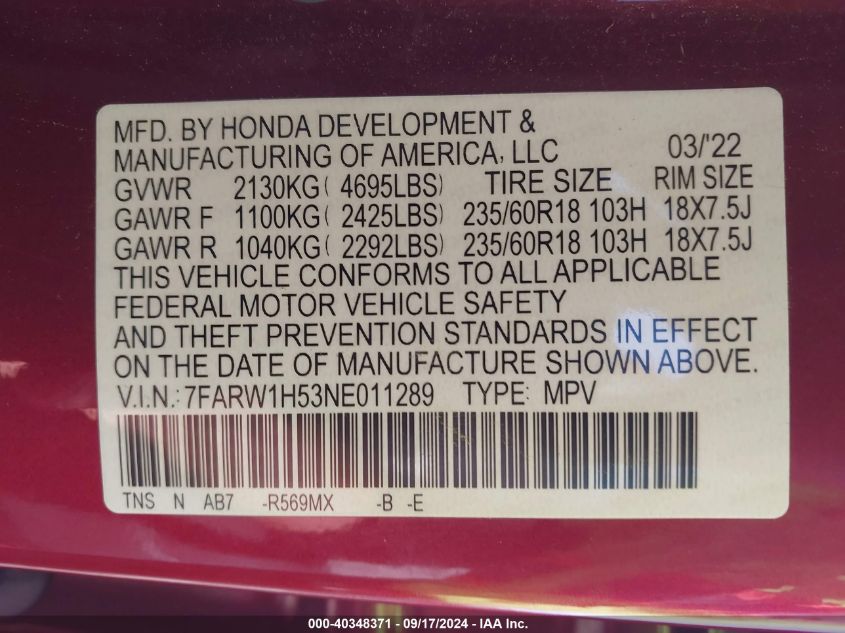 MFD. BY HONDA DEVELOPMENT &
MANUFACTURING OF AMERICA, LLC 03/'22
GVWR 2130KG( 4695LBS) TIRE SIZE RIM SIZE
GAWR F 1100KG( 2425LBS) 235/60R18 103H 18X7.5J
GAWR R 1040KG( 2292LBS) 235/60R18 103H 18X7.5J
THIS VEHICLE CONFORMS TO ALL APPLICABLE
FEDERAL MOTOR VEHICLE SAFETY
AND THEFT PREVENTION STANDARDS IN EFFECT
ON THE DATE OF MANUFACTURE SHOWN ABOVE.
V.I.N.: 7FARW1H53NE011289 TYPE: MPV
TNS N AB7 -R569MX -B -E
000-40348371 - 09/17/2024 - IAA Inc.